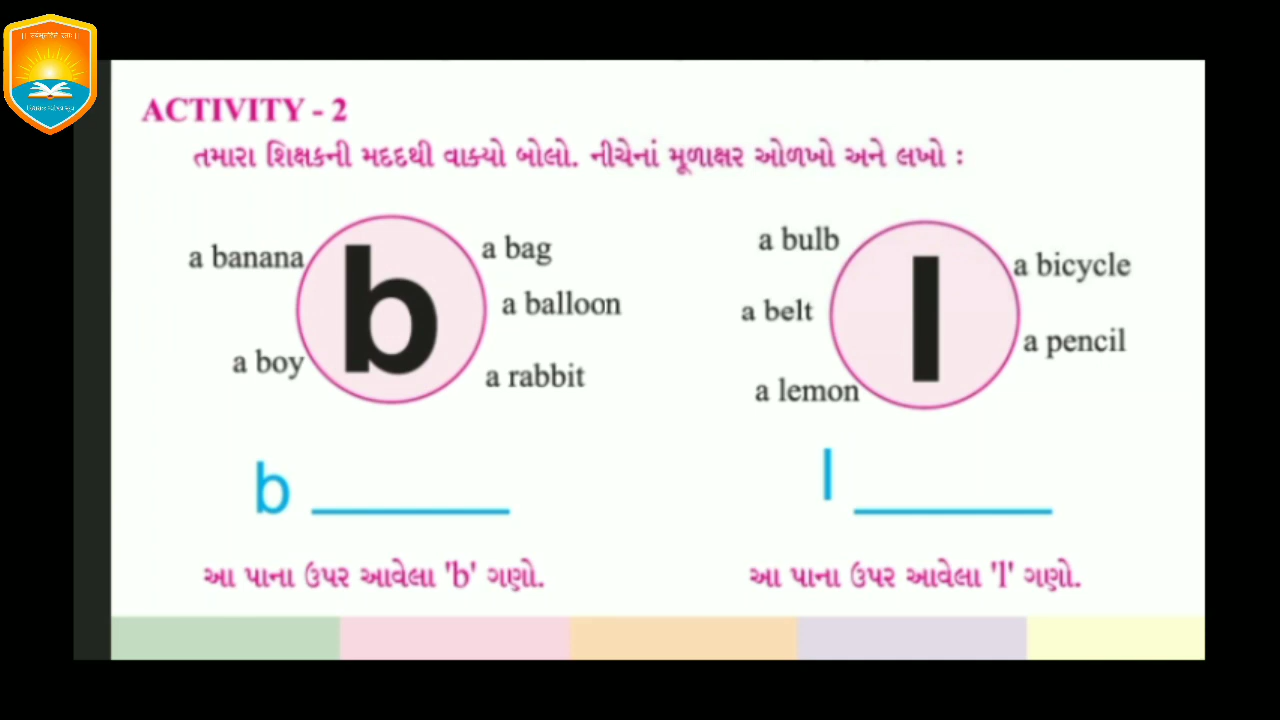 ACTIVITY - 2
તમારા શિક્ષકની મદદથી વાક્યો બોલો. નીચેનાં મૂળાક્ષર ઓળખો અને લખો :
a banana
b
a bag
a balloon
a boy
a rabbit
a bulb
l
a bicycle
a belt
a pencil
a lemon
b
l
આ પાના ઉપર આવેલા 'b' ગણો.
આ પાના ઉપર આવેલા 'l' ગણો.